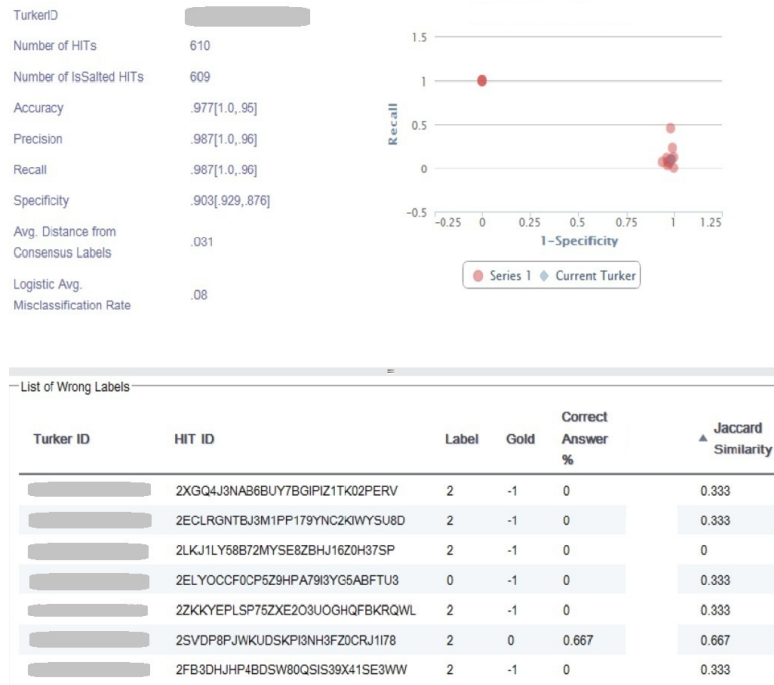 TurkerID
Number of HITs 610
Number of IsSalted HITs 609
Accuracy .977[1.0,.95]
Precision .987[1.0,.96]
Recall .987[1.0,.96]
Specificity .903[.929,.876]
Avg. Distance from
Consensus Labels .031
Logistic Avg.
Misclassification Rate .08
1.5
1
0.5
0
-0.5
Recall
-0.25 0 0.25 0.5 0.75 1 1.25
1-Specificity
Series 1 Current Turker
List of Wrong Labels
Turker ID HIT ID Label Gold Correct Answer % Jaccard Similarity
2XGQ4J3NAB6BUY7BGIPIZ1TK02PERV 2 -1 0 0.333
2ECLRGNTBJ3M1PP179YNC2KIWYSU8D 2 -1 0 0.333
2LKJ1LY58B72MYSE8ZBHJ16Z0H37SP 2 -1 0 0
2ELYOCCF0CP5Z9HPA79I3YG5ABFTU3 0 -1 0 0.333
2ZKKYEPLSP75ZXE2O3UOGHQFBKRQWL 2 -1 0 0.333
2SVDP8PJWKUDSKPI3NH3FZ0CRJ1I78 2 0 0.667 0.667
2FB3DHJHP4BDSW80QSIS39X41SE3WW 2 -1 0 0.333